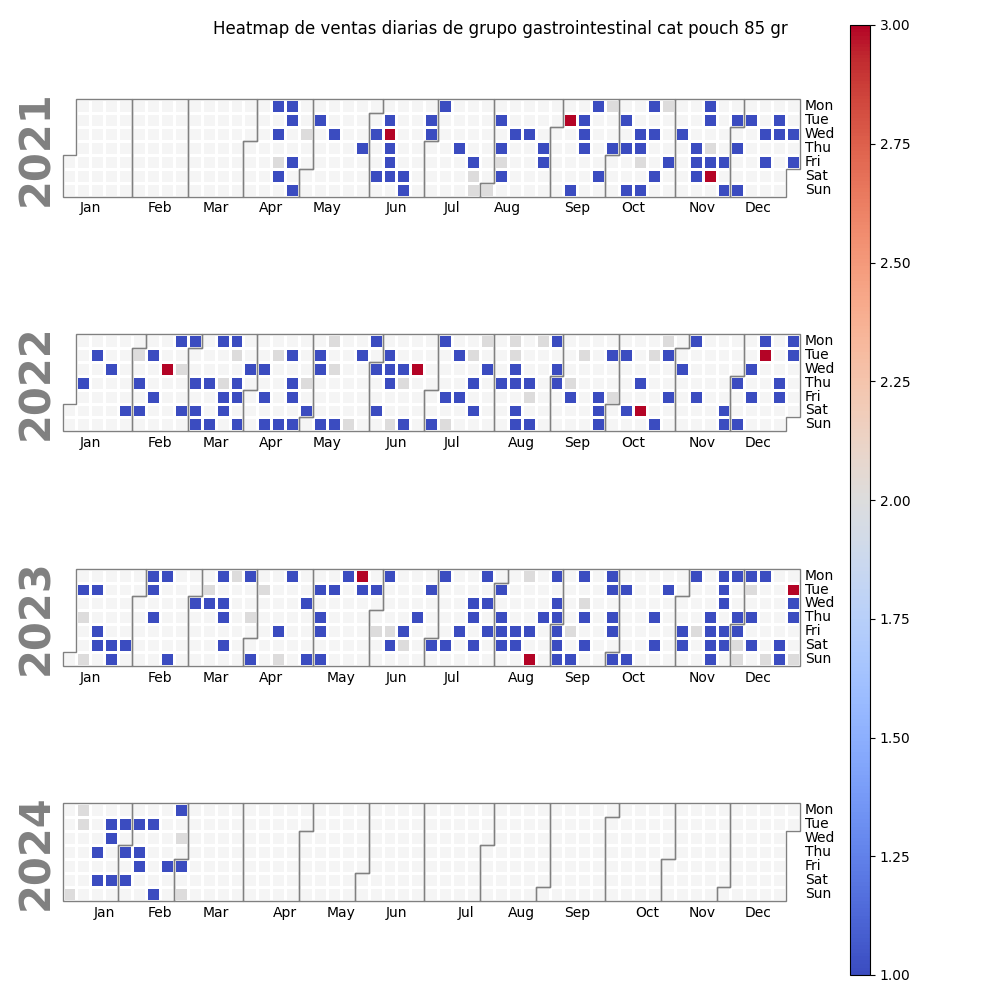 Heatmap de ventas diarias de grupo gastrointestinal cat pouch 85 gr
3.00
2.75
2.50
2.25
2.00
1.75
1.50
1.25
1.00
2021
Mon
Tue
Wed
Thu
Fri
Sat
Sun
Jan Feb Mar Apr May Jun Jul Aug Sep Oct Nov Dec
2022
Mon
Tue
Wed
Thu
Fri
Sat
Sun
Jan Feb Mar Apr May Jun Jul Aug Sep Oct Nov Dec
2023
Mon
Tue
Wed
Thu
Fri
Sat
Sun
Jan Feb Mar Apr May Jun Jul Aug Sep Oct Nov Dec
2024
Mon
Tue
Wed
Thu
Fri
Sat
Sun
Jan Feb Mar Apr May Jun Jul Aug Sep Oct Nov Dec